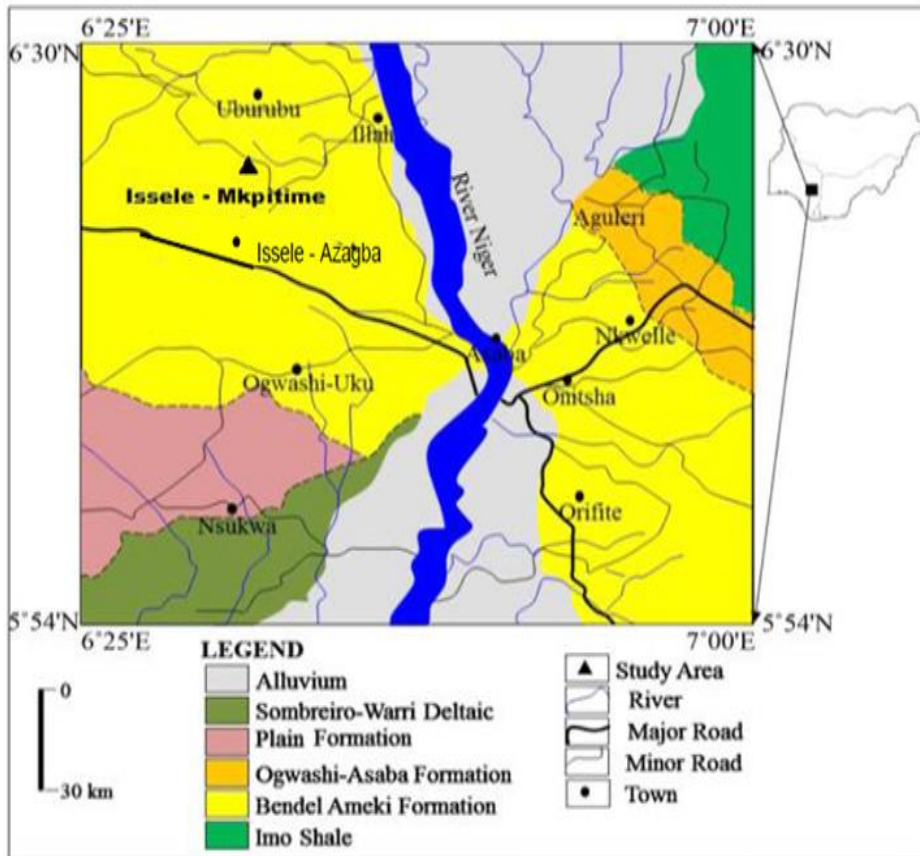 6°25'E 7°00'E
6°30'N 6°30'N
Uburubu
Illah
Issele - Mkpitime
River Niger
Aguleri
Issele - Azagba
Nkwelle
Asaba
Ogwashi-Uku
Onitsha
Orifite
Nsukwa
5°54'N 5°54'N
6°25'E 7°00'E
LEGEND
Alluvium
Sombreiro-Warri Deltaic
Plain Formation
Ogwashi-Asaba Formation
Bendel Ameki Formation
Imo Shale
Study Area
River
Major Road
Minor Road
Town
0
30 km